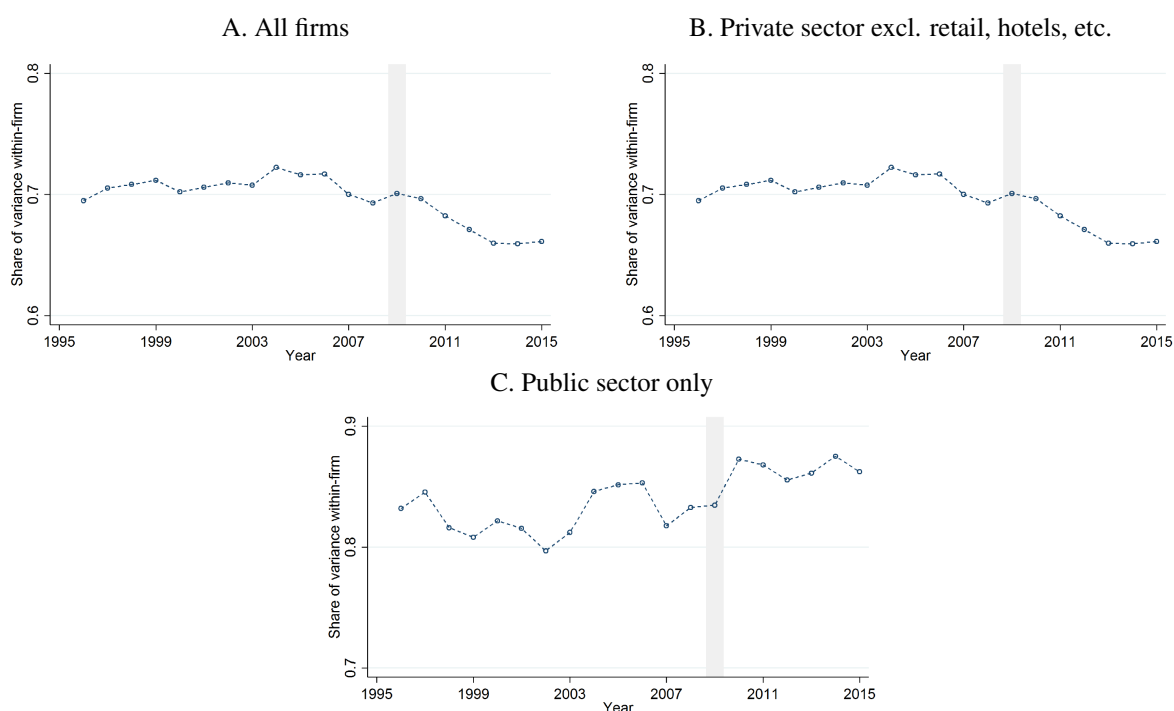 A. All firms
Share of variance within-firm
0.8
0.7
0.6
1995 1999 2003 2007 2011 2015
Year
B. Private sector excl. retail, hotels, etc.
Share of variance within-firm
0.8
0.7
0.6
1995 1999 2003 2007 2011 2015
Year
C. Public sector only
Share of variance within-firm
0.9
0.8
0.7
1995 1999 2003 2007 2011 2015
Year